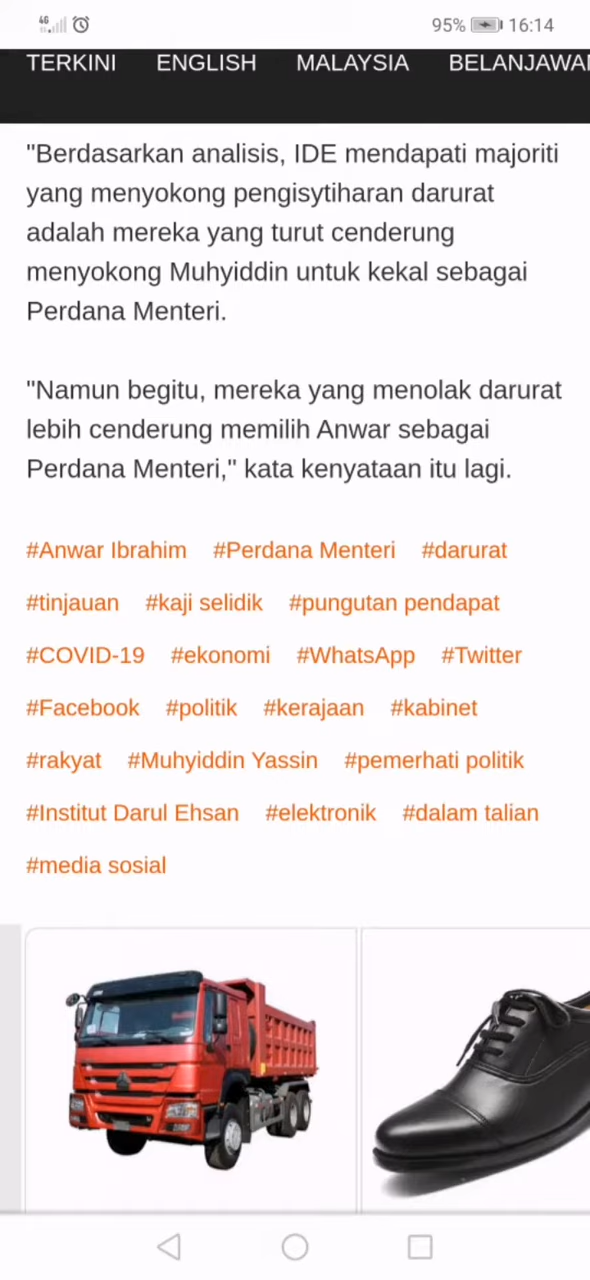 4G 95% 16:14
TERKINI ENGLISH MALAYSIA BELANJAWA
"Berdasarkan analisis, IDE mendapati majoriti
yang menyokong pengisytiharan darurat
adalah mereka yang turut cenderung
menyokong Muhyiddin untuk kekal sebagai
Perdana Menteri.
"Namun begitu, mereka yang menolak darurat
lebih cenderung memilih Anwar sebagai
Perdana Menteri," kata kenyataan itu lagi.
#Anwar Ibrahim #Perdana Menteri #darurat
#tinjauan #kaji selidik #pungutan pendapat
#COVID-19 #ekonomi #WhatsApp #Twitter
#Facebook #politik #kerajaan #kabinet
#rakyat #Muhyiddin Yassin #pemerhati politik
#Institut Darul Ehsan #elektronik #dalam talian
#media sosial